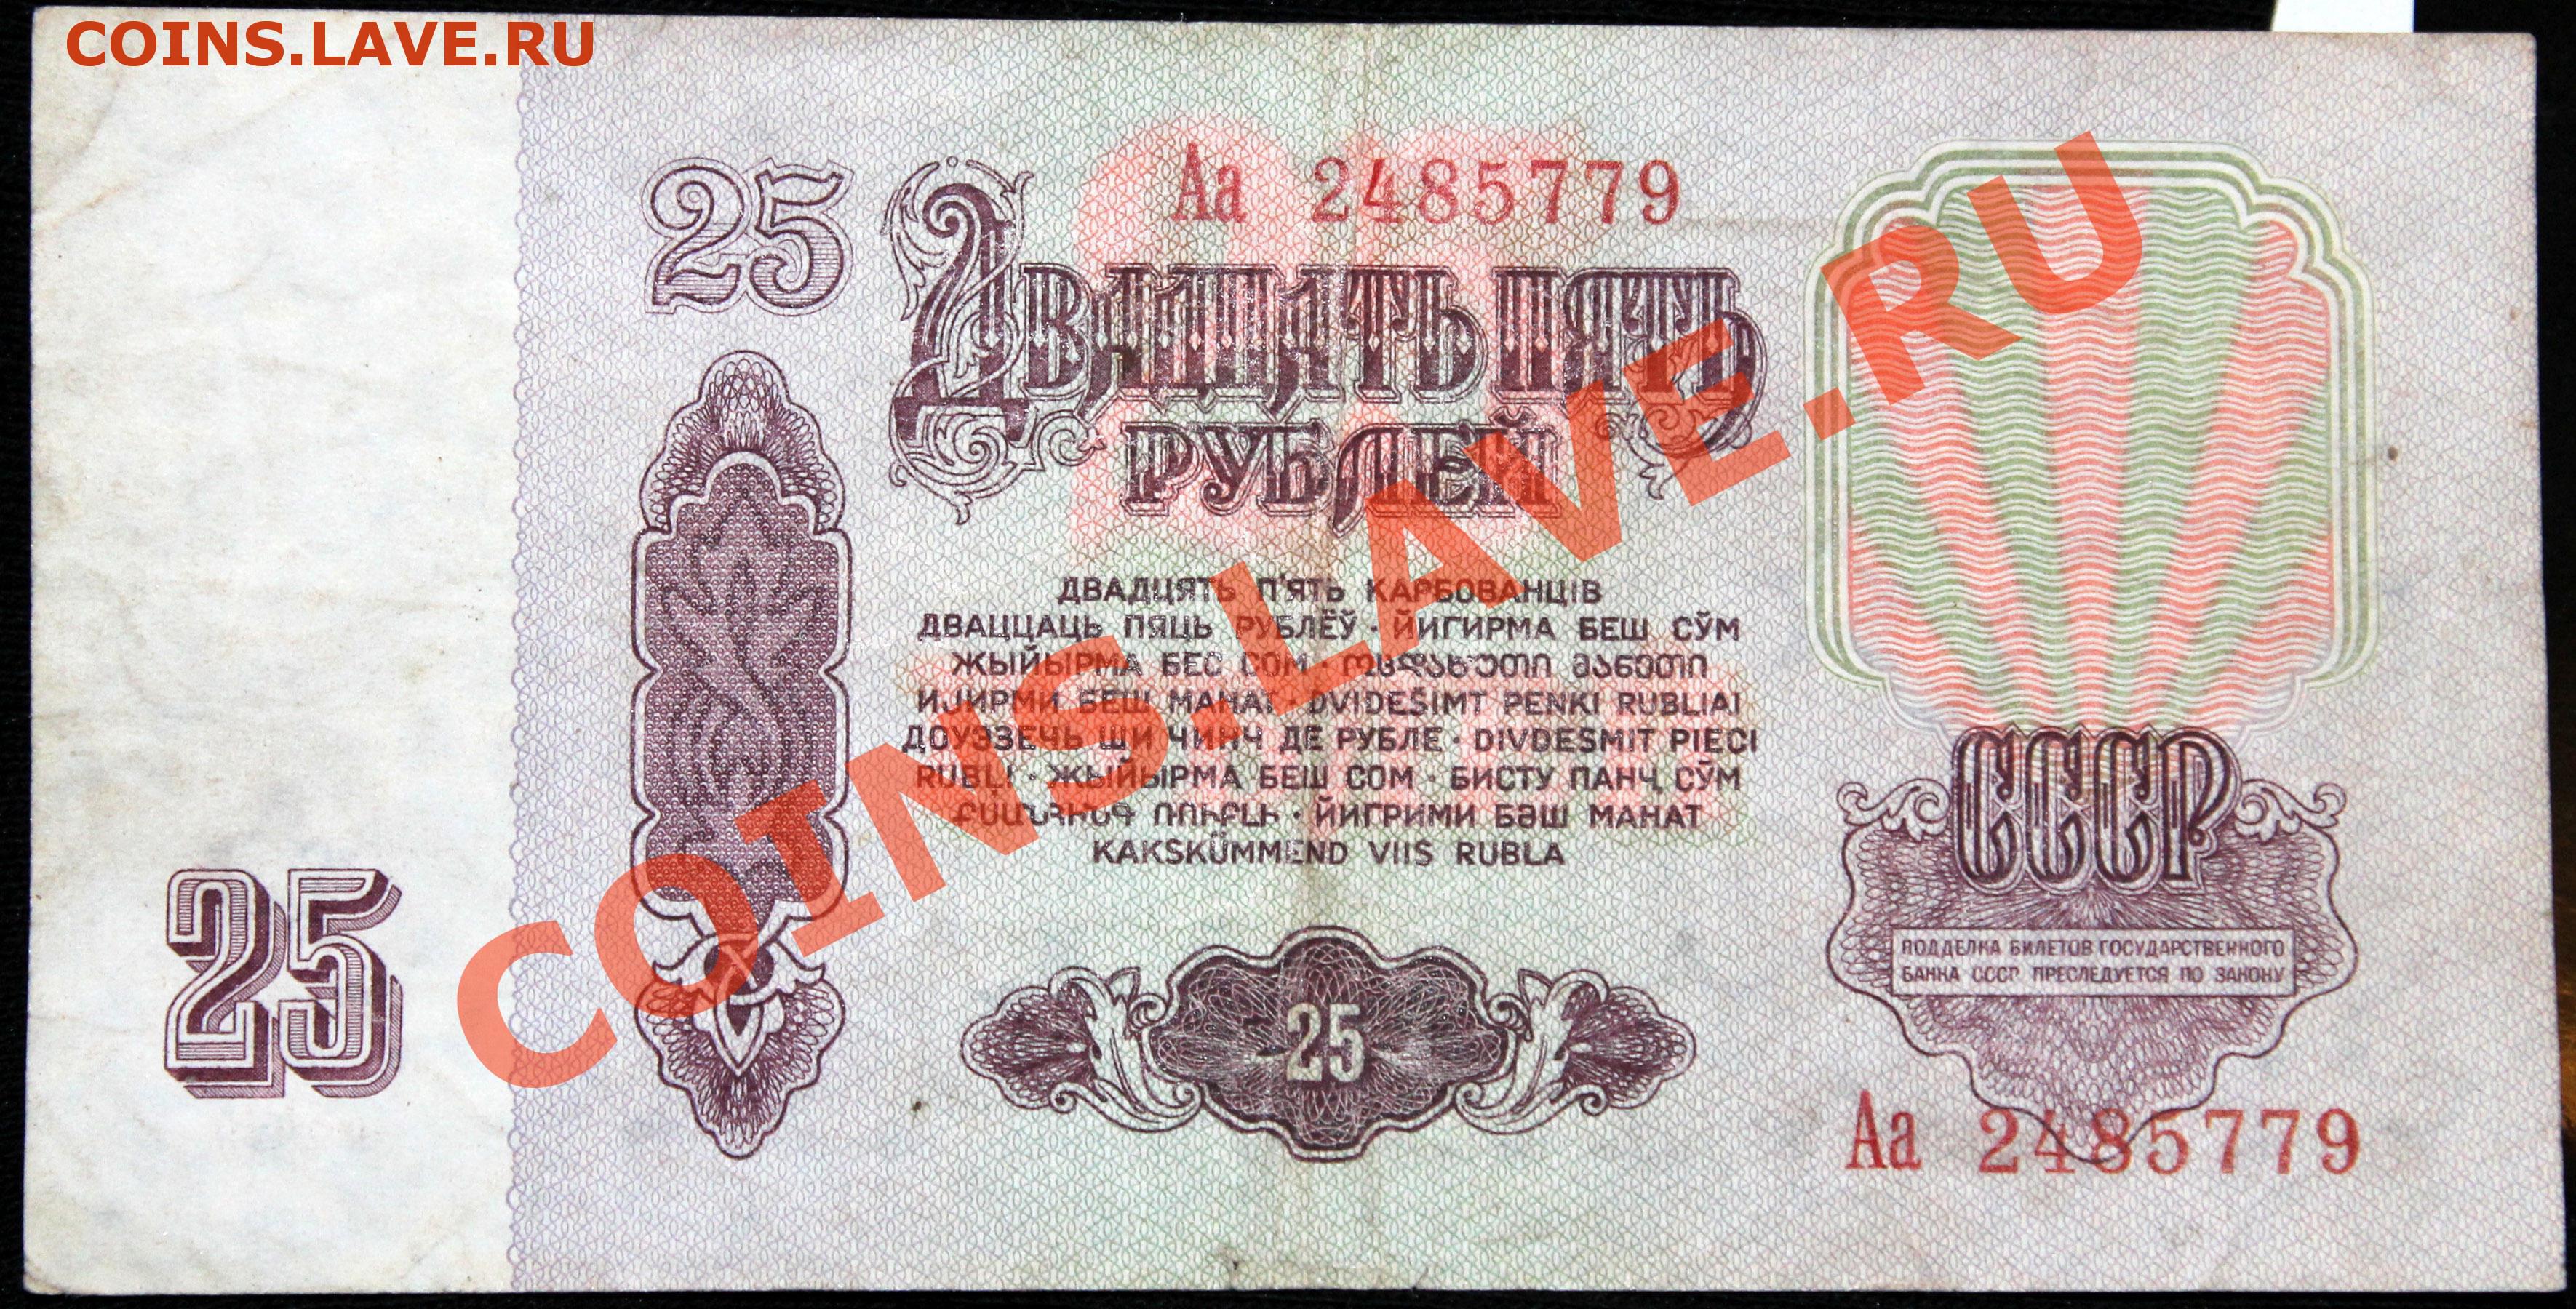 COINS.LAVE.RU
25
Аа 2485779
ДВАДЦАТЬ ПЯТЬ
РУБЛЕЙ
ДВАДЦЯТЬ П'ЯТЬ КАРБОВАНЦІВ
ДВАЦЦАЦЬ ПЯЦЬ РУБЛЁЎ · ЙИГИРМА БЕШ СЎМ
ЖЫЙЫРМА БЕС СОМ · ᲝᲪᲓᲐᲮᲣᲗᲘ ᲛᲐᲜᲔᲗᲘ
ИЈИРМИ БЕШ МАНАТ · DVIDEŠIMT PENKI RUBLIAI
ДОУЭЗЕЧЬ ШИ ЧИНЧ ДЕ РУБЛЕ · DIVDESMIT PIECI
RUBĻI · ЖЫЙЫРМА БЕШ СОМ · БИСТУ ПАНҶ СЎМ
ՔՍԱՆՀԻՆԳ ՌՈՒԲԼԻ · ЙИГРИМИ БӘШ МАНАТ
KAKSKÜMMEND VIIS RUBLA
СССР
ПОДДЕЛКА БИЛЕТОВ ГОСУДАРСТВЕННОГО
БАНКА СССР ПРЕСЛЕДУЕТСЯ ПО ЗАКОНУ
25
25
Аа 2485779
COINS.LAVE.RU